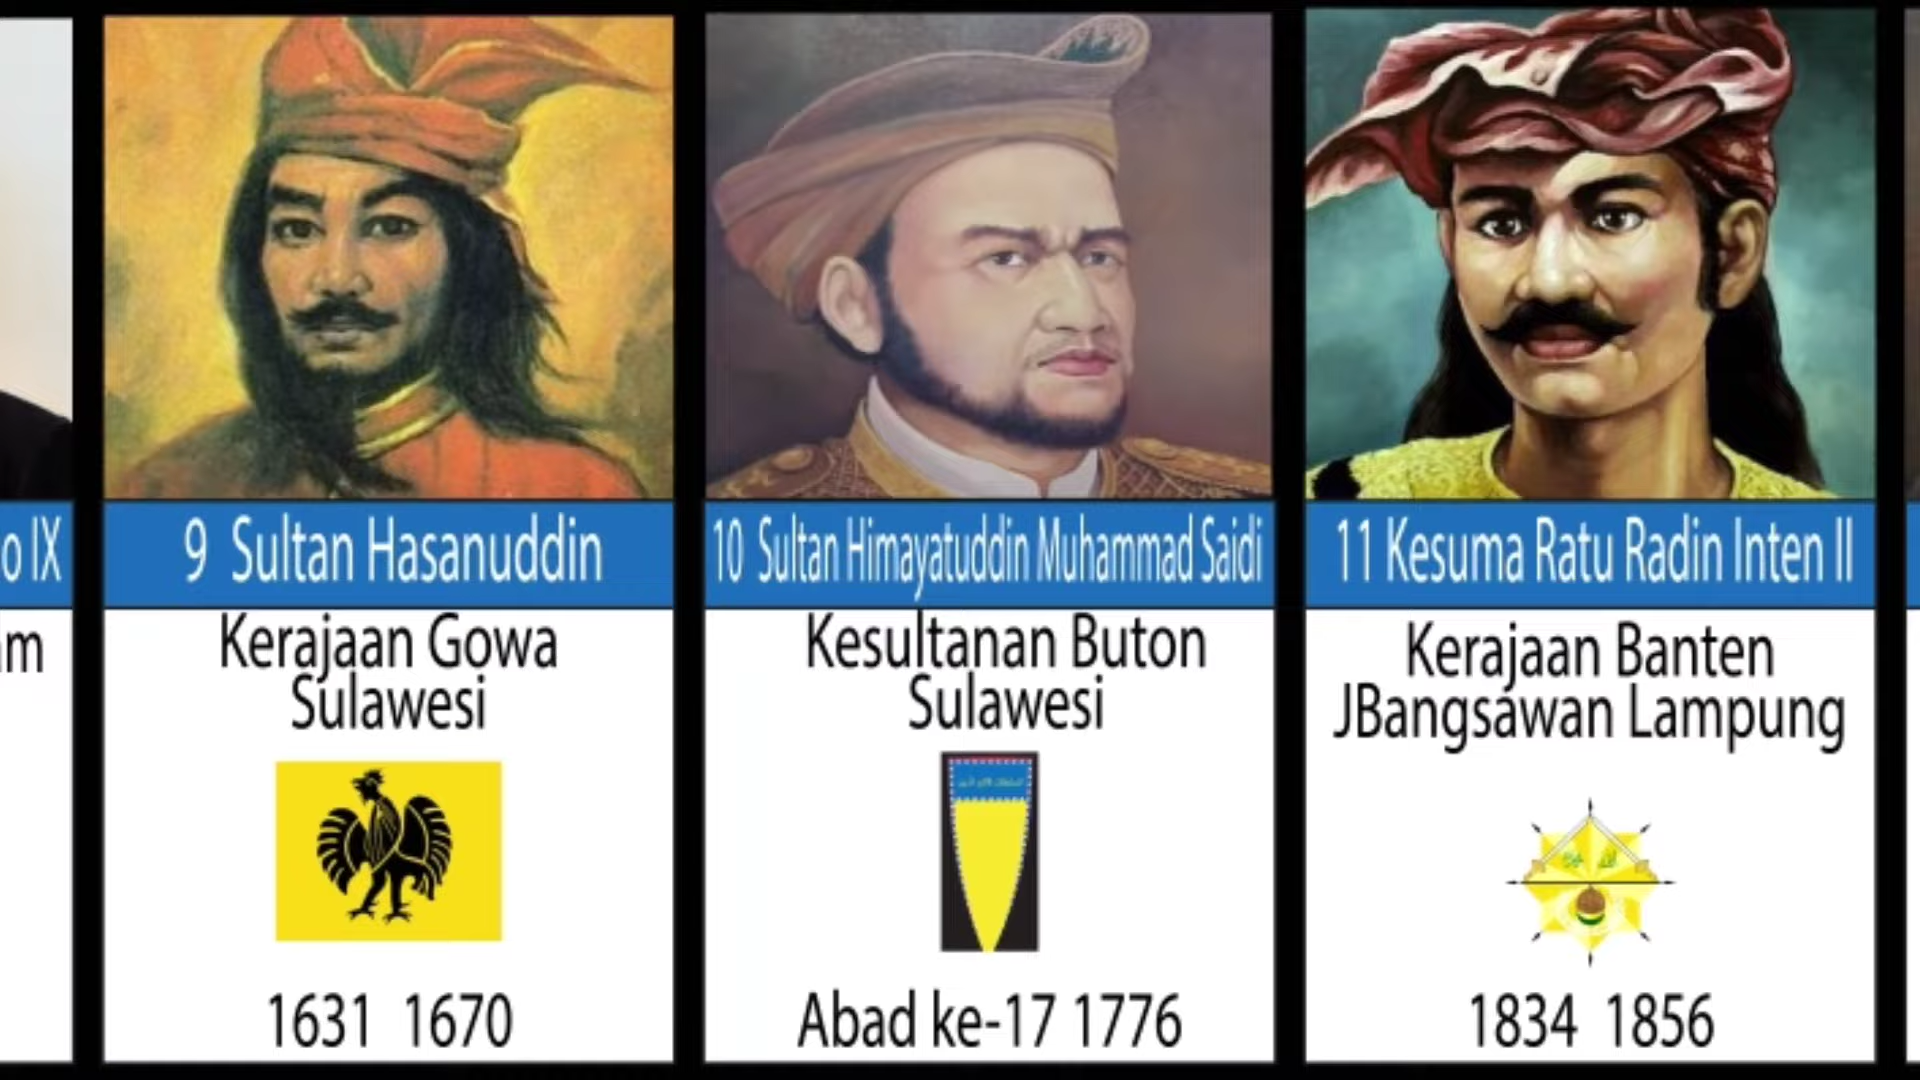 o IX
am
9 Sultan Hasanuddin
Kerajaan Gowa
Sulawesi
1631 1670
10 Sultan Himayatuddin Muhammad Saidi
Kesultanan Buton
Sulawesi
Abad ke-17 1776
11 Kesuma Ratu Radin Inten II
Kerajaan Banten
JBangsawan Lampung
1834 1856